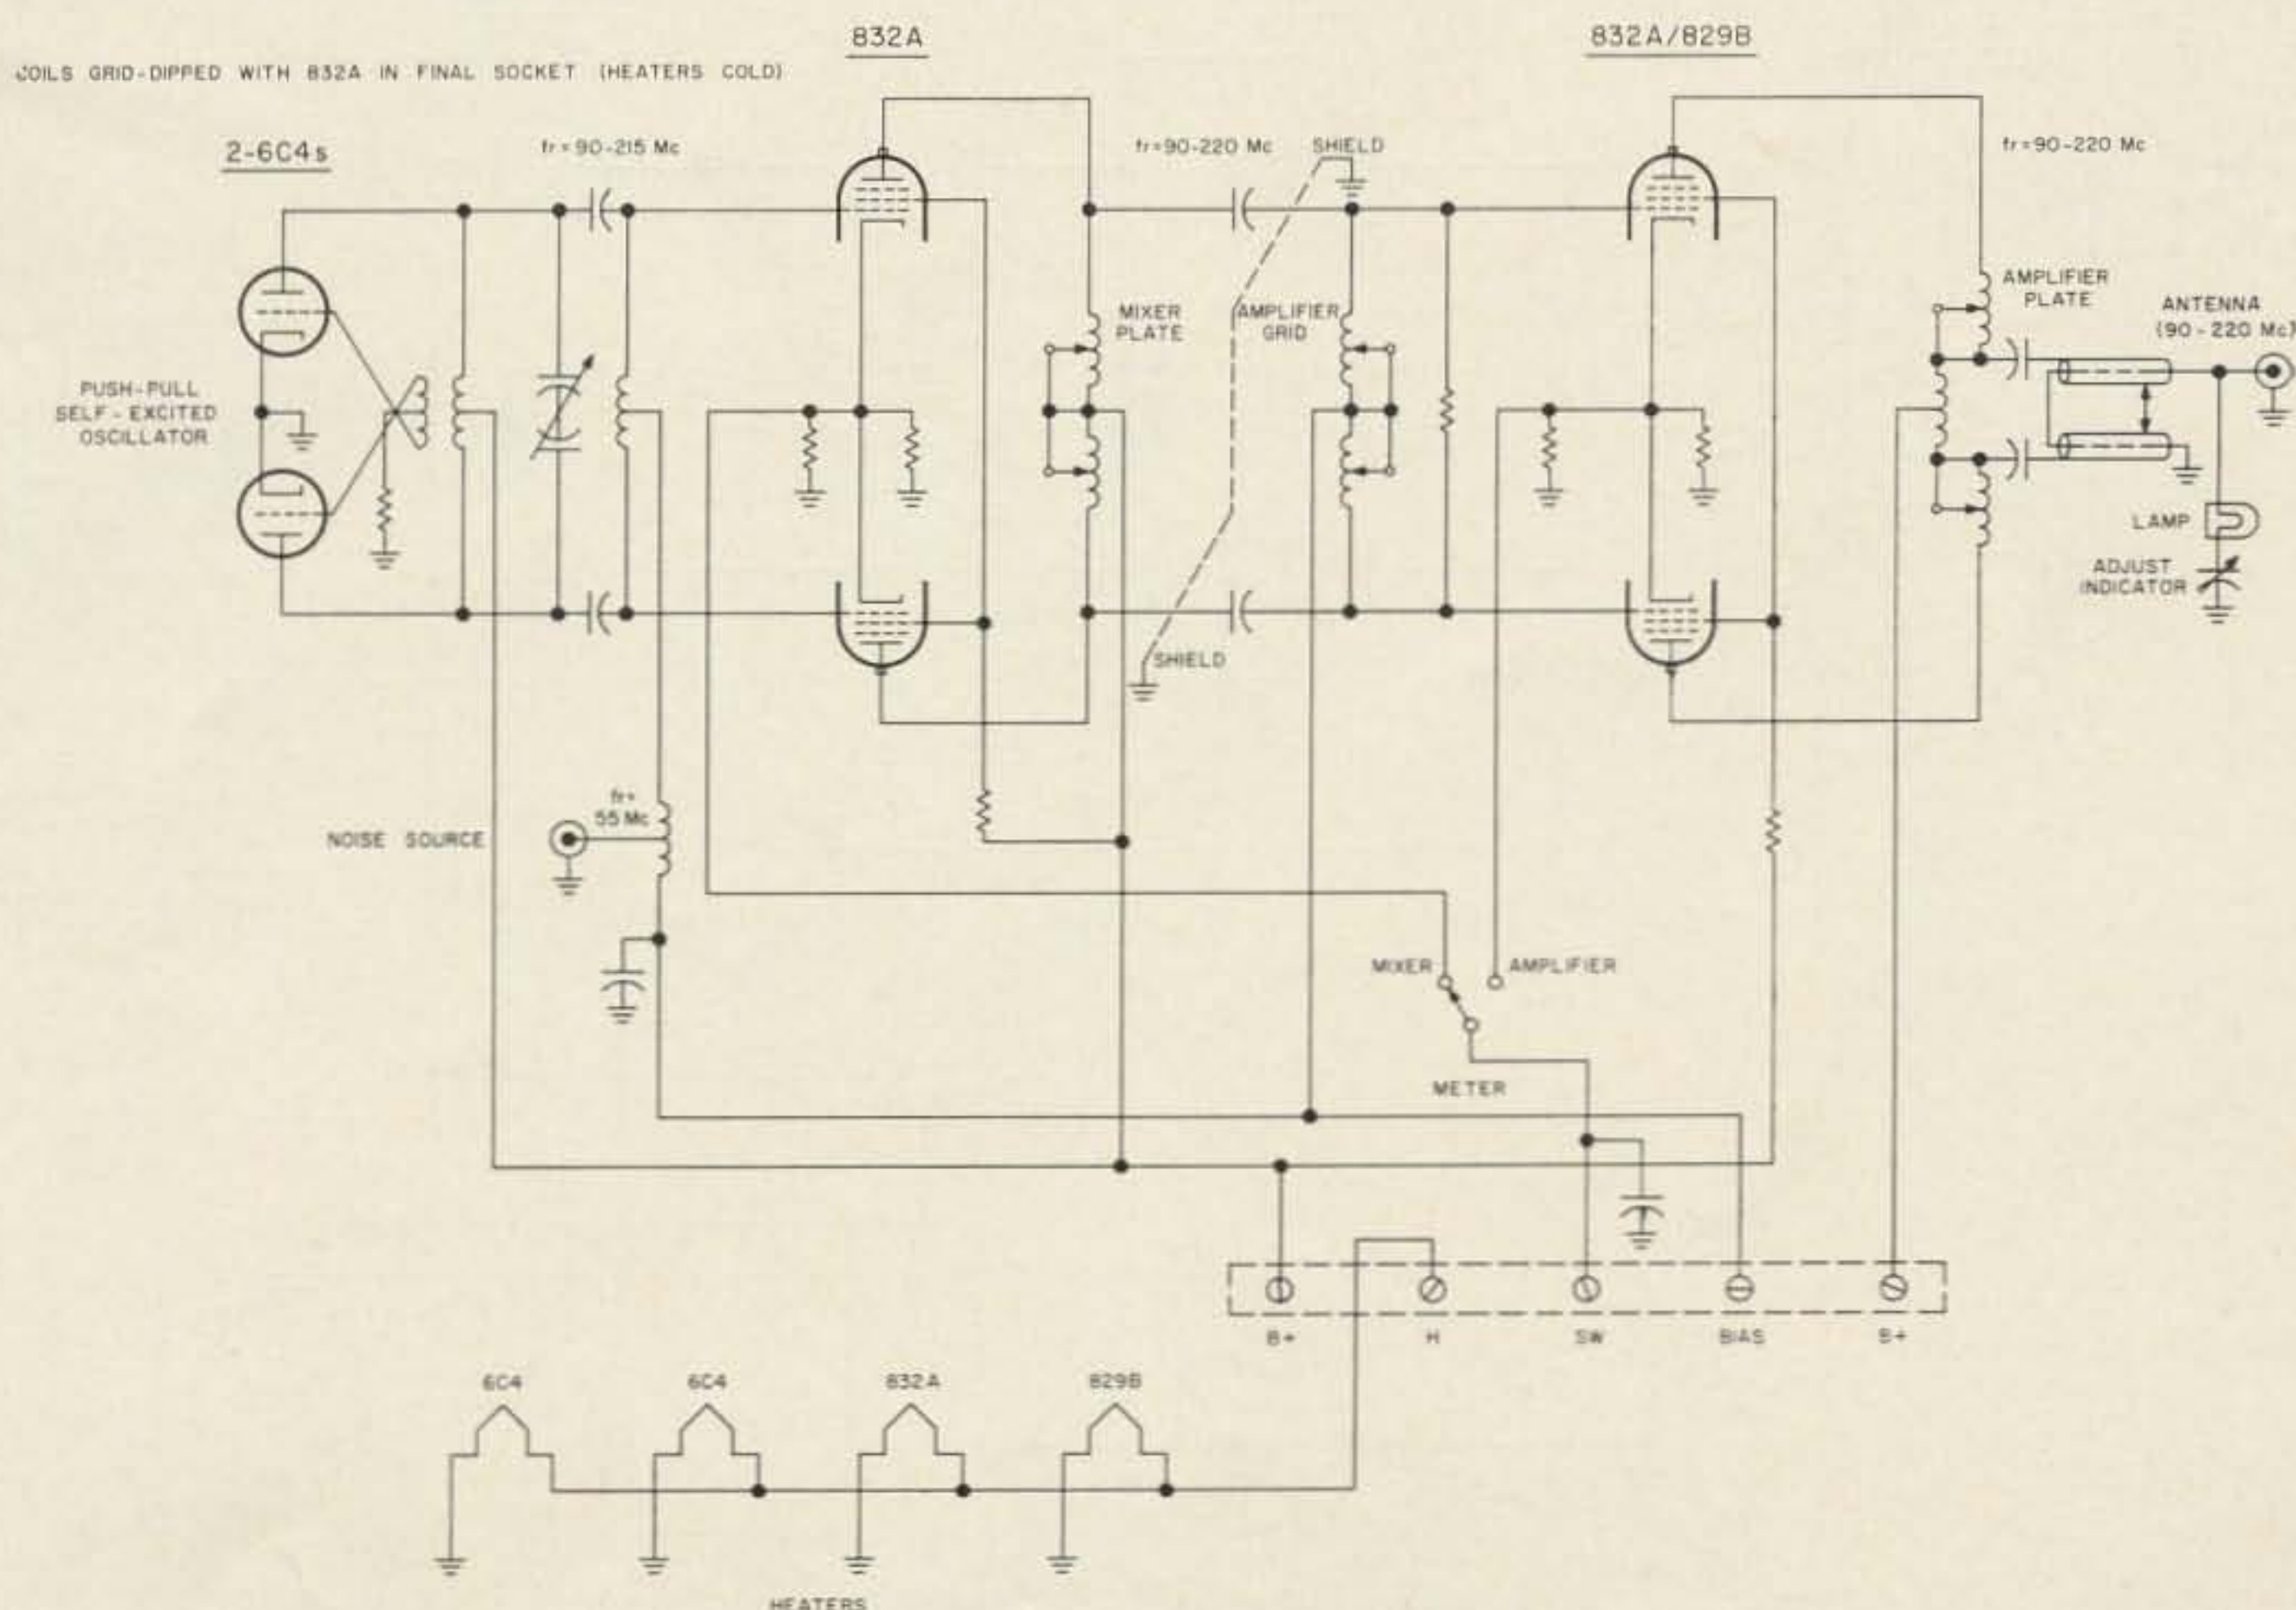 832A
832A/829B
COILS GRID-DIPPED WITH 832A IN FINAL SOCKET (HEATERS COLD)
2-6C4s
fr = 90-215 Mc
fr=90-220 Mc
SHIELD
fr=90-220 Mc
MIXER
PLATE
AMPLIFIER
GRID
AMPLIFIER
PLATE
ANTENNA
(90-220 Mc)
PUSH-PULL
SELF-EXCITED
OSCILLATOR
LAMP
ADJUST
INDICATOR
SHIELD
fr=
55 Mc
NOISE SOURCE
MIXER
AMPLIFIER
METER
B+
H
SW
BIAS
B+
6C4
6C4
832A
829B
HEATERS